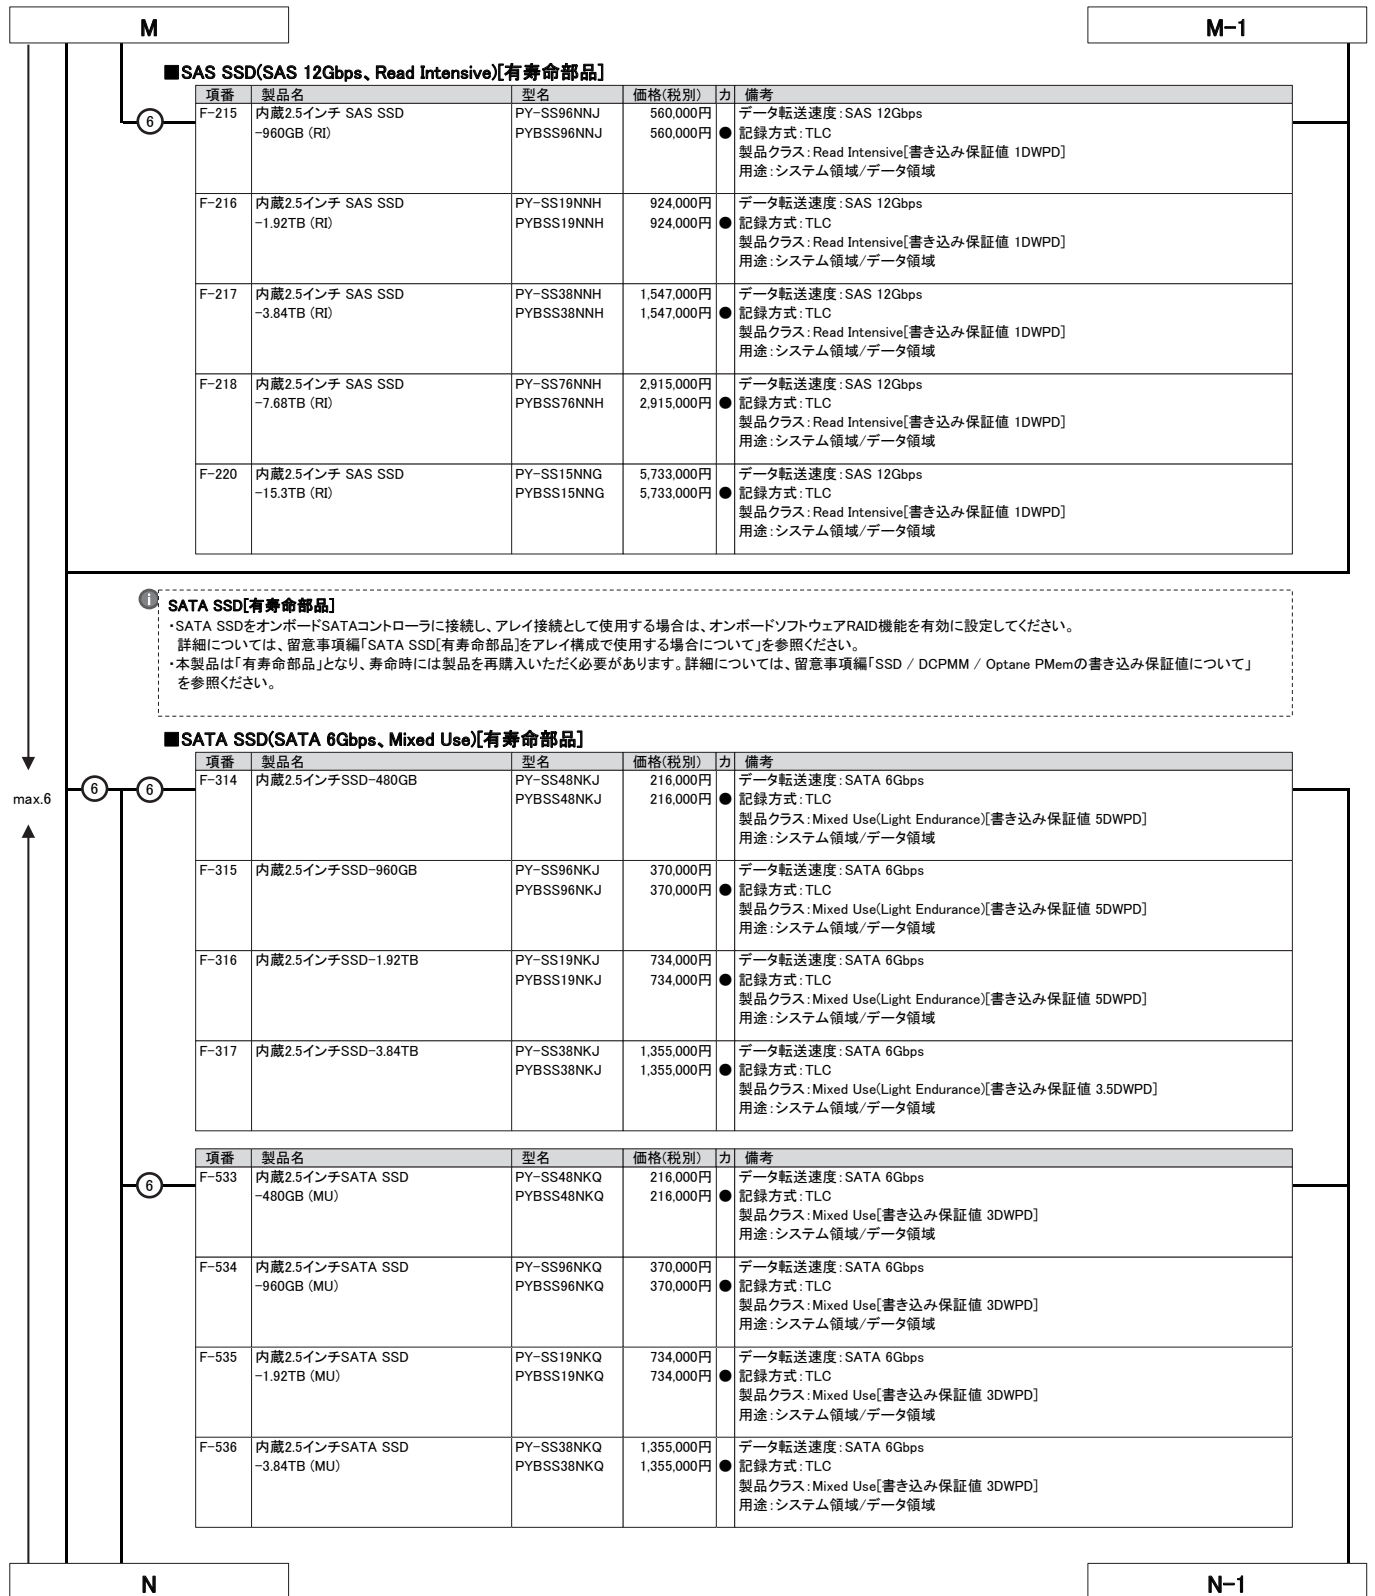 M
M-1
■SAS SSD(SAS 12Gbps、Read Intensive)[有寿命部品]
項番 製品名 型名 価格(税別) カ 備考
F-215 内蔵2.5インチ SAS SSD PY-SS96NNJ 560,000円 データ転送速度:SAS 12Gbps
6 -960GB (RI) PYBSS96NNJ 560,000円 ● 記録方式:TLC
製品クラス:Read Intensive[書き込み保証値 1DWPD]
用途:システム領域/データ領域
F-216 内蔵2.5インチ SAS SSD PY-SS19NNH 924,000円 データ転送速度:SAS 12Gbps
-1.92TB (RI) PYBSS19NNH 924,000円 ● 記録方式:TLC
製品クラス:Read Intensive[書き込み保証値 1DWPD]
用途:システム領域/データ領域
F-217 内蔵2.5インチ SAS SSD PY-SS38NNH 1,547,000円 データ転送速度:SAS 12Gbps
-3.84TB (RI) PYBSS38NNH 1,547,000円 ● 記録方式:TLC
製品クラス:Read Intensive[書き込み保証値 1DWPD]
用途:システム領域/データ領域
F-218 内蔵2.5インチ SAS SSD PY-SS76NNH 2,915,000円 データ転送速度:SAS 12Gbps
-7.68TB (RI) PYBSS76NNH 2,915,000円 ● 記録方式:TLC
製品クラス:Read Intensive[書き込み保証値 1DWPD]
用途:システム領域/データ領域
F-220 内蔵2.5インチ SAS SSD PY-SS15NNG 5,733,000円 データ転送速度:SAS 12Gbps
-15.3TB (RI) PYBSS15NNG 5,733,000円 ● 記録方式:TLC
製品クラス:Read Intensive[書き込み保証値 1DWPD]
用途:システム領域/データ領域
i SATA SSD[有寿命部品]
・SATA SSDをオンボードSATAコントローラに接続し、アレイ接続として使用する場合は、オンボードソフトウェアRAID機能を有効に設定してください。
詳細については、留意事項編「SATA SSD[有寿命部品]をアレイ構成で使用する場合について」を参照ください。
・本製品は「有寿命部品」となり、寿命時には製品を再購入いただく必要があります。詳細については、留意事項編「SSD / DCPMM / Optane PMemの書き込み保証値について」
を参照ください。
■SATA SSD(SATA 6Gbps、Mixed Use)[有寿命部品]
項番 製品名 型名 価格(税別) カ 備考
F-314 内蔵2.5インチSSD-480GB PY-SS48NKJ 216,000円 データ転送速度:SATA 6Gbps
max.6 6 6 PYBSS48NKJ 216,000円 ● 記録方式:TLC
製品クラス:Mixed Use(Light Endurance)[書き込み保証値 5DWPD]
用途:システム領域/データ領域
F-315 内蔵2.5インチSSD-960GB PY-SS96NKJ 370,000円 データ転送速度:SATA 6Gbps
PYBSS96NKJ 370,000円 ● 記録方式:TLC
製品クラス:Mixed Use(Light Endurance)[書き込み保証値 5DWPD]
用途:システム領域/データ領域
F-316 内蔵2.5インチSSD-1.92TB PY-SS19NKJ 734,000円 データ転送速度:SATA 6Gbps
PYBSS19NKJ 734,000円 ● 記録方式:TLC
製品クラス:Mixed Use(Light Endurance)[書き込み保証値 5DWPD]
用途:システム領域/データ領域
F-317 内蔵2.5インチSSD-3.84TB PY-SS38NKJ 1,355,000円 データ転送速度:SATA 6Gbps
PYBSS38NKJ 1,355,000円 ● 記録方式:TLC
製品クラス:Mixed Use(Light Endurance)[書き込み保証値 3.5DWPD]
用途:システム領域/データ領域
項番 製品名 型名 価格(税別) カ 備考
F-533 内蔵2.5インチSATA SSD PY-SS48NKQ 216,000円 データ転送速度:SATA 6Gbps
6 -480GB (MU) PYBSS48NKQ 216,000円 ● 記録方式:TLC
製品クラス:Mixed Use[書き込み保証値 3DWPD]
用途:システム領域/データ領域
F-534 内蔵2.5インチSATA SSD PY-SS96NKQ 370,000円 データ転送速度:SATA 6Gbps
-960GB (MU) PYBSS96NKQ 370,000円 ● 記録方式:TLC
製品クラス:Mixed Use[書き込み保証値 3DWPD]
用途:システム領域/データ領域
F-535 内蔵2.5インチSATA SSD PY-SS19NKQ 734,000円 データ転送速度:SATA 6Gbps
-1.92TB (MU) PYBSS19NKQ 734,000円 ● 記録方式:TLC
製品クラス:Mixed Use[書き込み保証値 3DWPD]
用途:システム領域/データ領域
F-536 内蔵2.5インチSATA SSD PY-SS38NKQ 1,355,000円 データ転送速度:SATA 6Gbps
-3.84TB (MU) PYBSS38NKQ 1,355,000円 ● 記録方式:TLC
製品クラス:Mixed Use[書き込み保証値 3DWPD]
用途:システム領域/データ領域
N
N-1